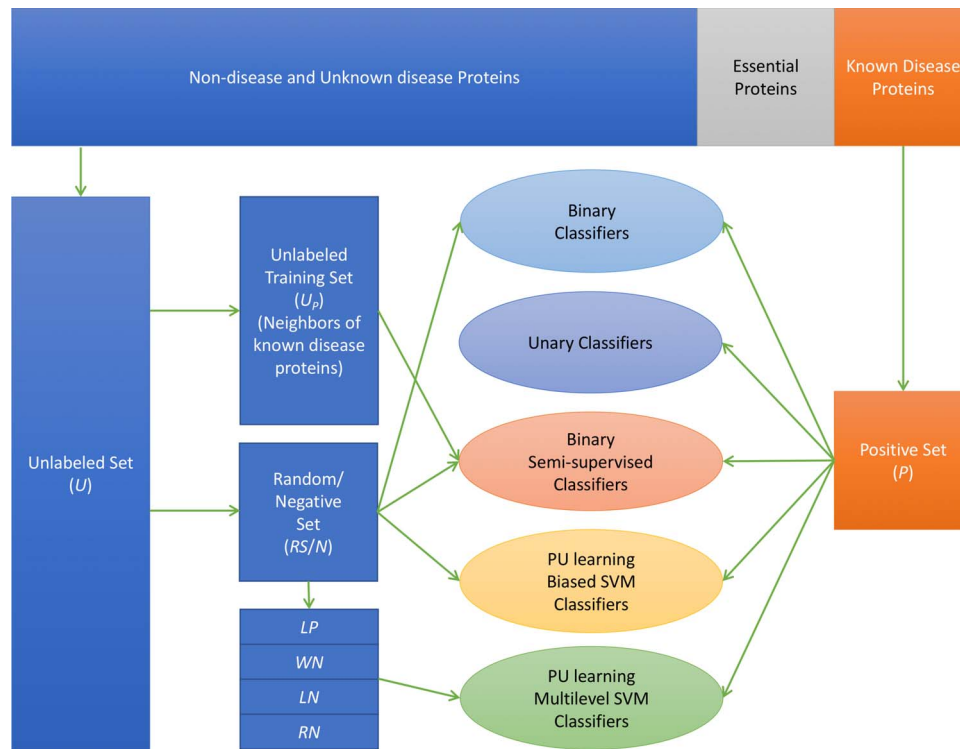 Non-disease and Unknown disease Proteins
Essential
Proteins
Known Disease
Proteins
Unlabeled Set
(U)
Unlabeled
Training Set
(UP)
(Neighbors of
known disease
proteins)
Random/
Negative
Set
(RS/N)
LP
WN
LN
RN
Binary
Classifiers
Unary Classifiers
Binary
Semi-supervised
Classifiers
PU learning
Biased SVM
Classifiers
PU learning
Multilevel SVM
Classifiers
Positive Set
(P)